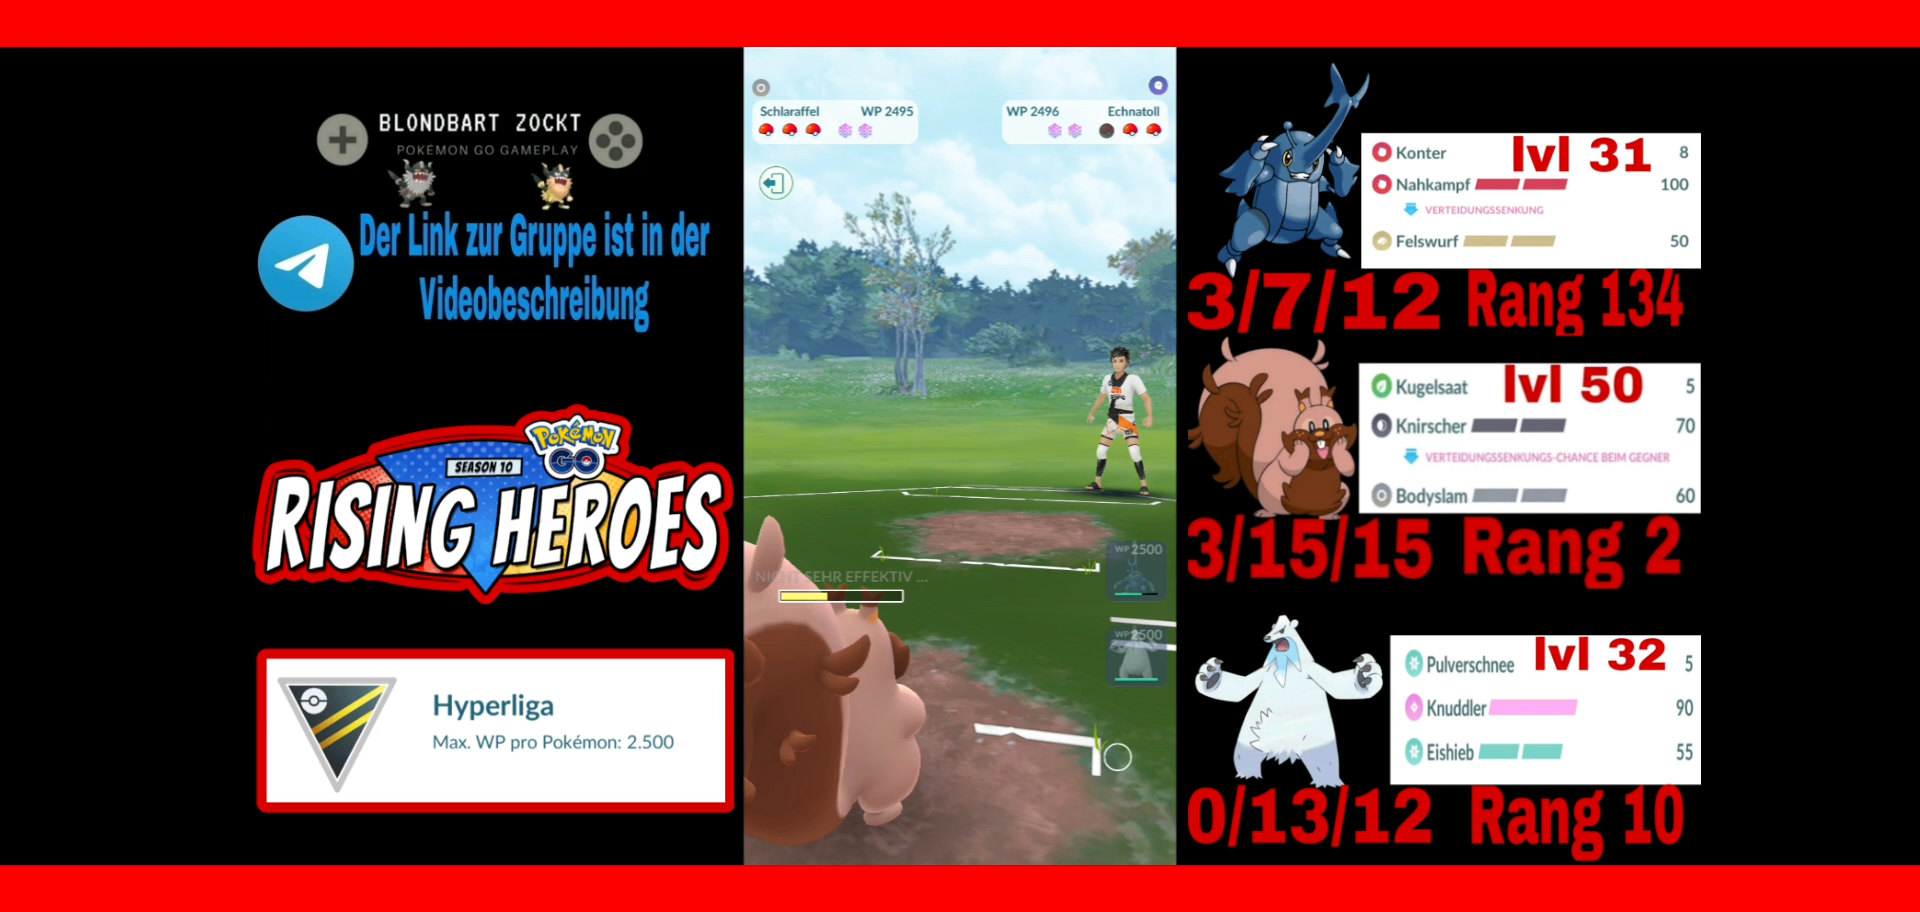 BLONDBART ZOCKT
POKÉMON GO GAMEPLAY
Der Link zur Gruppe ist in der
Videobeschreibung
POKÉMON
GO
SEASON 10
RISING HEROES
Hyperliga
Max. WP pro Pokémon: 2.500
Schlaraffel WP 2495
WP 2496 Echnatoll
NICHT SEHR EFFEKTIV ...
WP 2500
WP 2500
Konter lvl 31 8
Nahkampf 100
VERTEIDUNGSSENKUNG
Felswurf 50
3/7/12 Rang 134
Kugelsaat lvl 50 5
Knirscher 70
VERTEIDUNGSSENKUNGS-CHANCE BEIM GEGNER
Bodyslam 60
3/15/15 Rang 2
Pulverschnee lvl 32 5
Knuddler 90
Eishieb 55
0/13/12 Rang 10